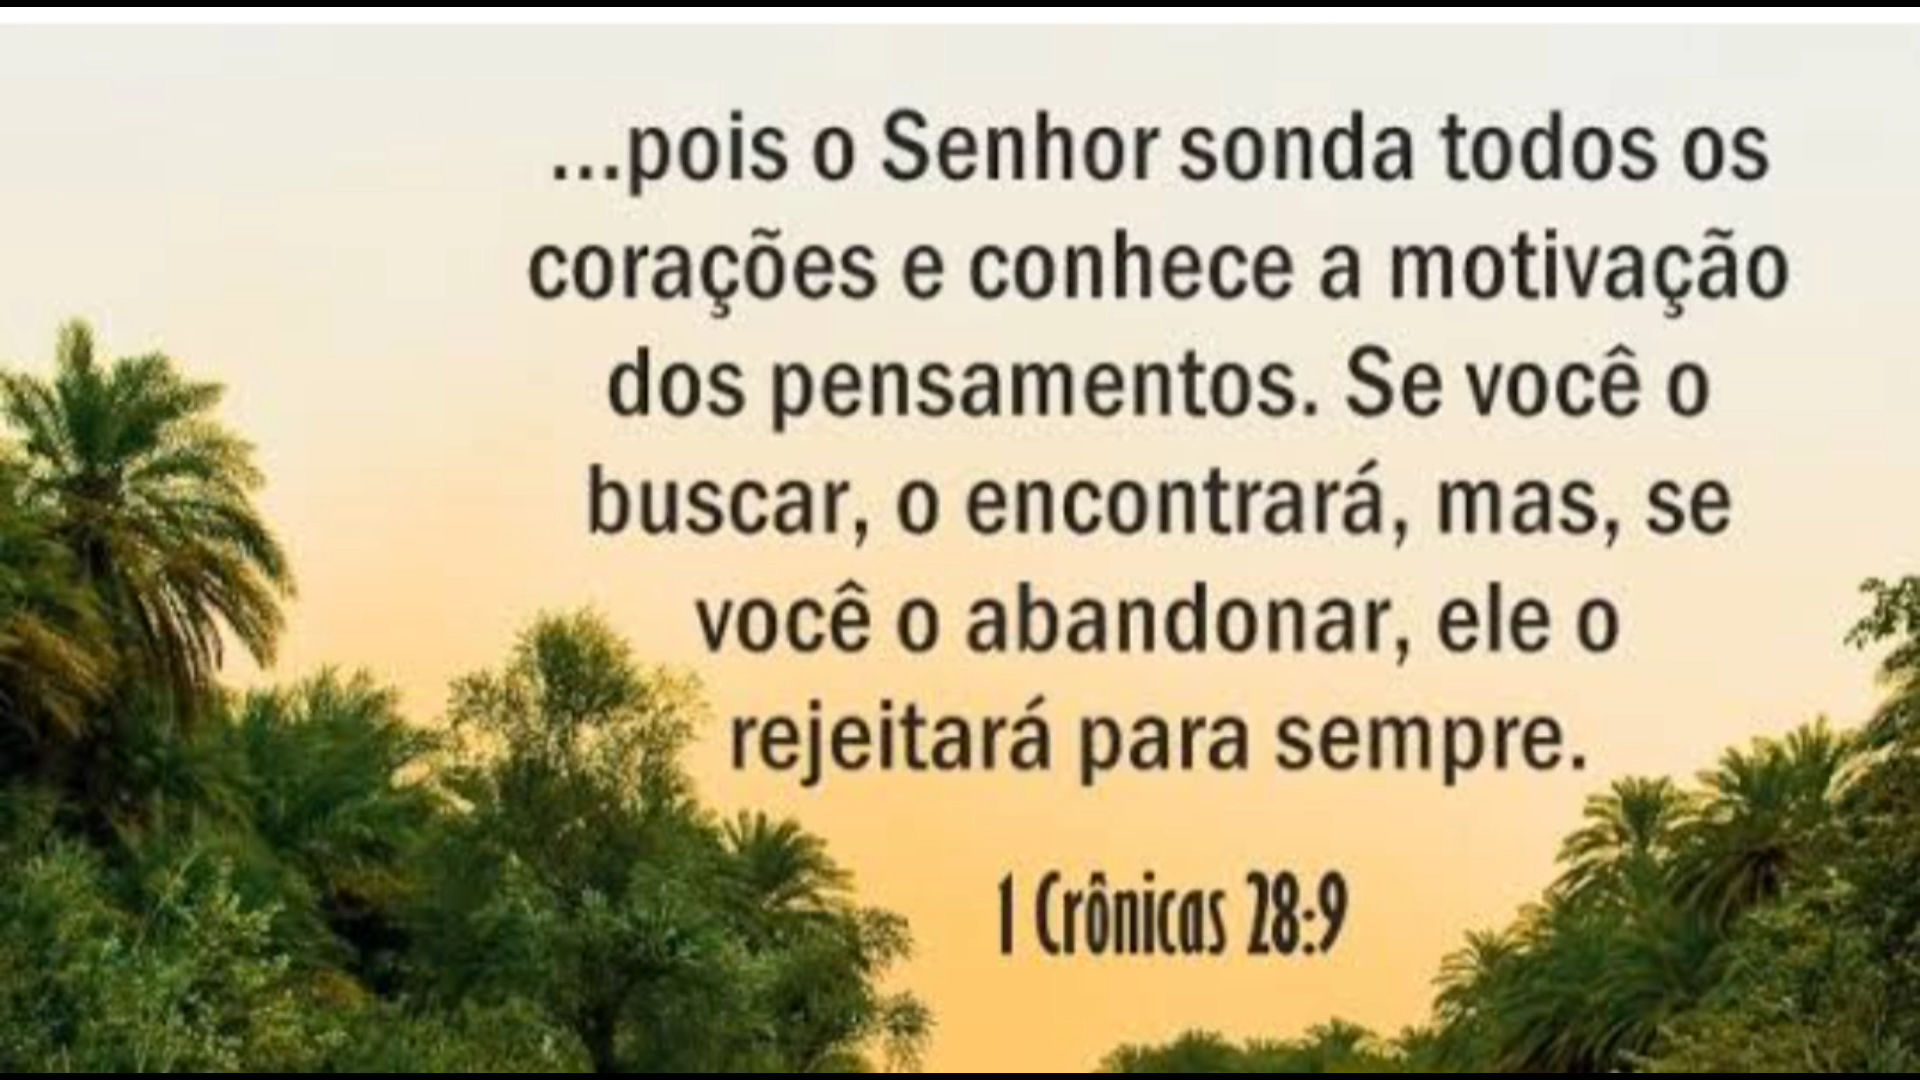 ...pois o Senhor sonda todos os
corações e conhece a motivação
dos pensamentos. Se você o
buscar, o encontrará, mas, se
você o abandonar, ele o
rejeitará para sempre.
1 Crônicas 28:9